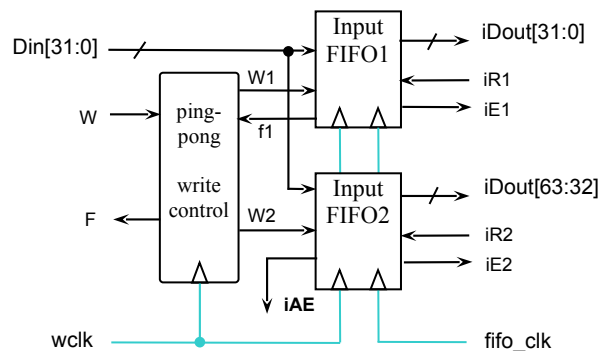 Din[31:0]
Input
FIFO1
iDout[31:0]
W1
iR1
W
ping-
pong
f1
iE1
write
control
Input
FIFO2
iDout[63:32]
F
W2
iR2
iE2
iAE
wclk
fifo_clk